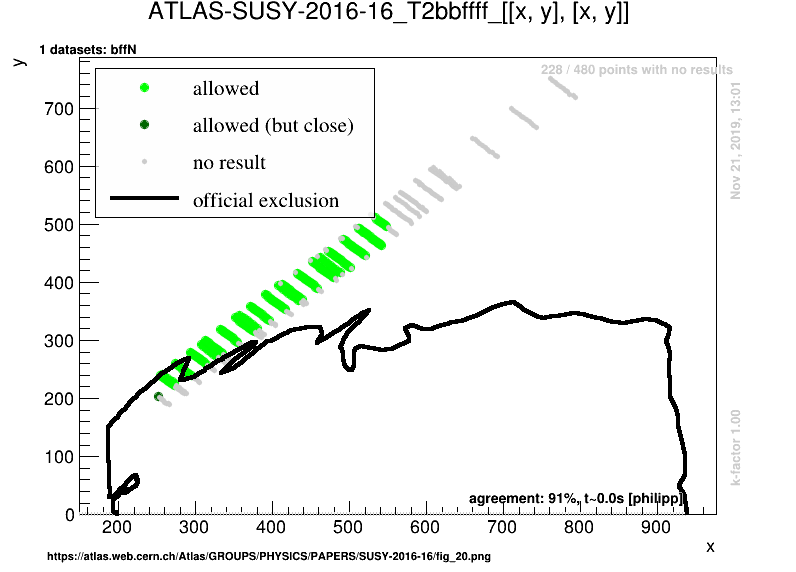 ATLAS-SUSY-2016-16_T2bbffff_[[x, y], [x, y]]
1 datasets: bffN
y
228 / 480 points with no results
allowed
allowed (but close)
no result
official exclusion
Nov 21, 2019, 13:01
k-factor 1.00
700
600
500
400
300
200
100
0
agreement: 91%, t~0.0s [philipp]
200 300 400 500 600 700 800 900
x
https://atlas.web.cern.ch/Atlas/GROUPS/PHYSICS/PAPERS/SUSY-2016-16/fig_20.png